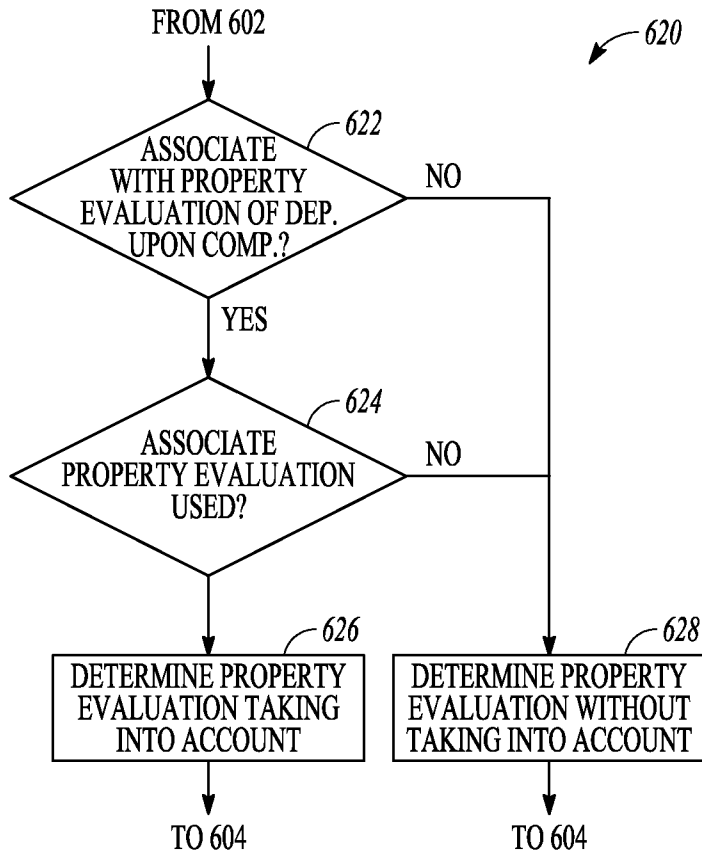 FROM 602
620
622
ASSOCIATE
WITH PROPERTY
EVALUATION OF DEP.
UPON COMP.?
NO
YES
624
ASSOCIATE
PROPERTY EVALUATION
USED?
NO
626
DETERMINE PROPERTY
EVALUATION TAKING
INTO ACCOUNT
628
DETERMINE PROPERTY
EVALUATION WITHOUT
TAKING INTO ACCOUNT
TO 604
TO 604